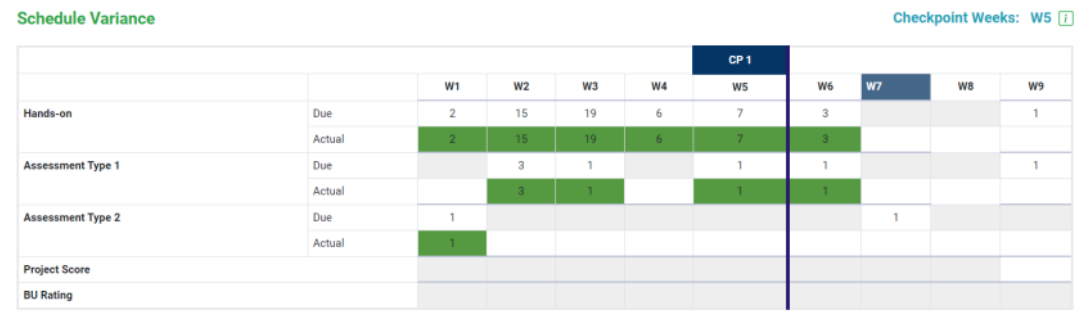 Schedule Variance
Checkpoint Weeks: W5 i
CP 1
W1 W2 W3 W4 W5 W6 W7 W8 W9
Hands-on Due 2 15 19 6 7 3 1
Actual 2 15 19 6 7 3
Assessment Type 1 Due 3 1 1 1 1
Actual 3 1 1 1
Assessment Type 2 Due 1 1
Actual 1
Project Score
BU Rating